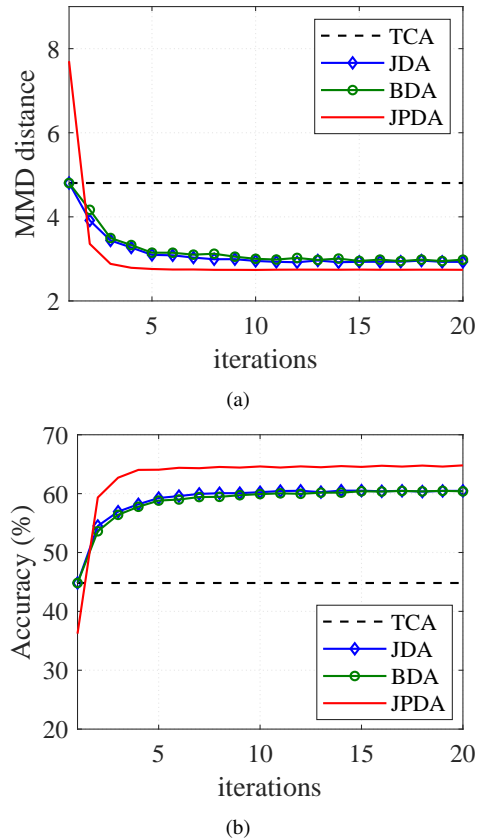 8
6
4
2
MMD distance
TCA
JDA
BDA
JPDA
5
10
15
20
iterations
(a)
70
60
50
40
30
20
Accuracy (%)
TCA
JDA
BDA
JPDA
5
10
15
20
iterations
(b)